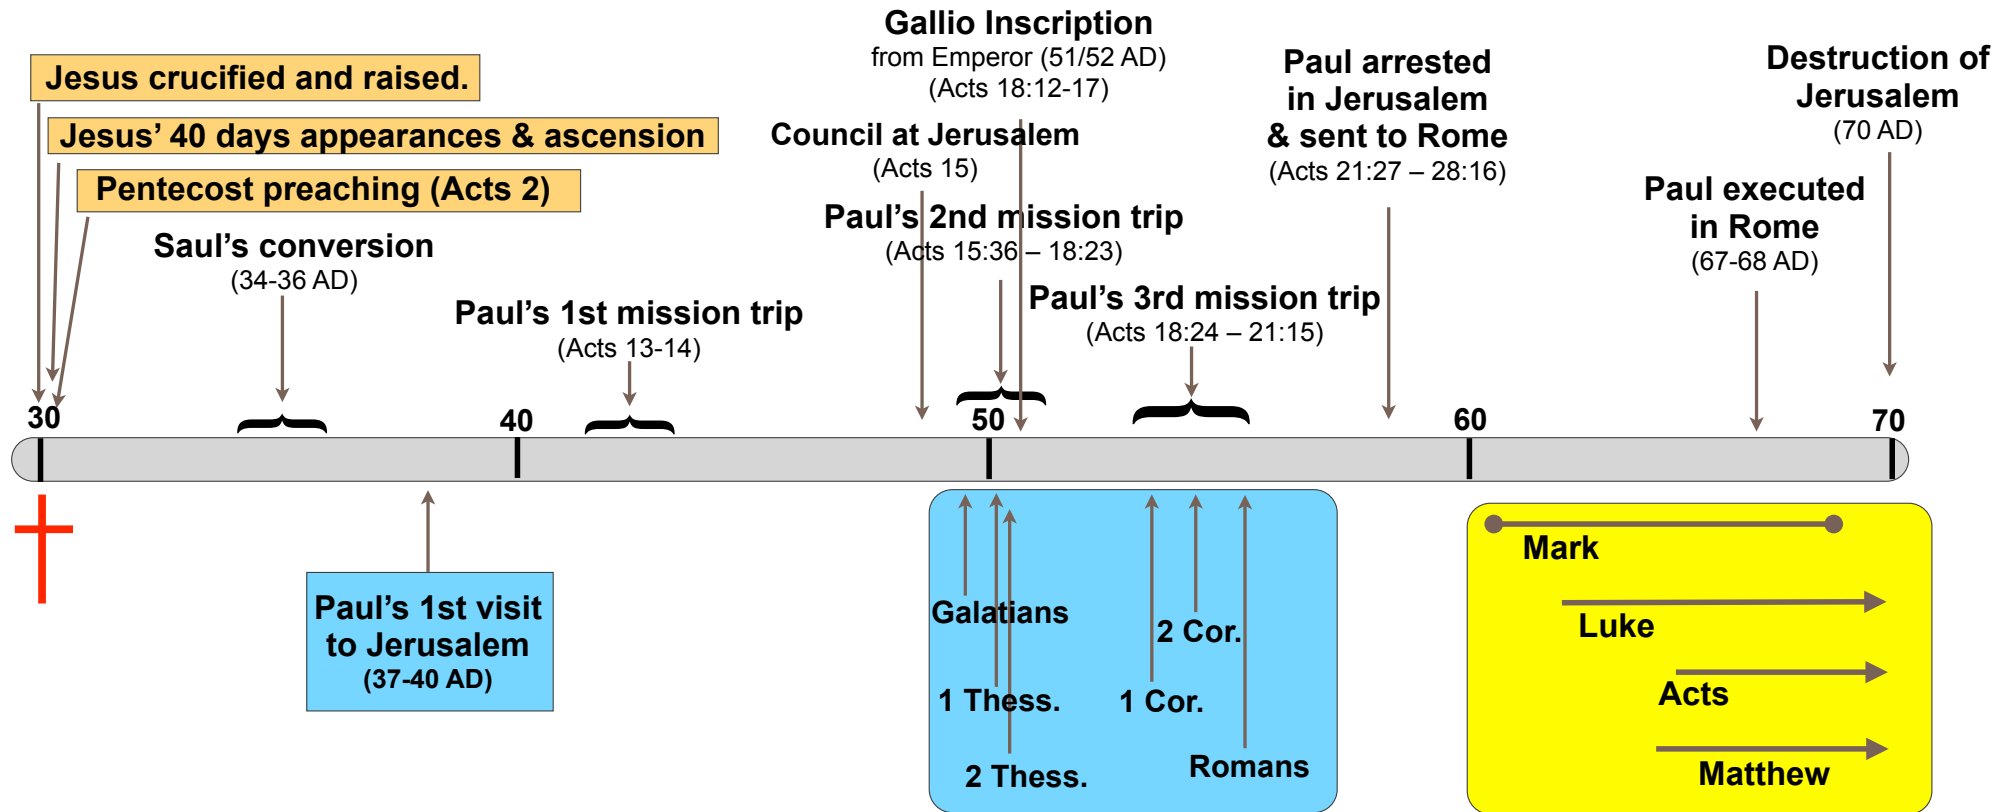 Jesus crucified and raised.
Jesus’ 40 days appearances & ascension
Pentecost preaching (Acts 2)
Saul’s conversion
(34-36 AD)
Paul’s 1st mission trip
(Acts 13-14)
Gallio Inscription
from Emperor (51/52 AD)
(Acts 18:12-17)
Council at Jerusalem
(Acts 15)
Paul’s 2nd mission trip
(Acts 15:36 – 18:23)
Paul’s 3rd mission trip
(Acts 18:24 – 21:15)
Paul arrested
in Jerusalem
& sent to Rome
(Acts 21:27 – 28:16)
Paul executed
in Rome
(67-68 AD)
Destruction of
Jerusalem
(70 AD)
30
40
50
60
70
Paul’s 1st visit
to Jerusalem
(37-40 AD)
Galatians
1 Thess.
2 Thess.
1 Cor.
2 Cor.
Romans
Mark
Luke
Acts
Matthew